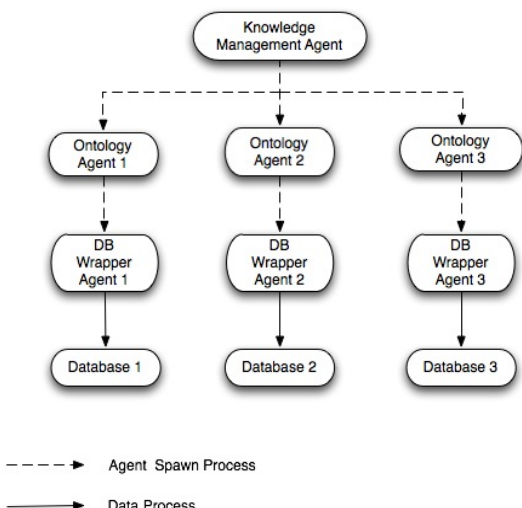 Knowledge
Management Agent
Ontology
Agent 1
Ontology
Agent 2
Ontology
Agent 3
DB
Wrapper
Agent 1
DB
Wrapper
Agent 2
DB
Wrapper
Agent 3
Database 1
Database 2
Database 3
Agent Spawn Process
Data Process